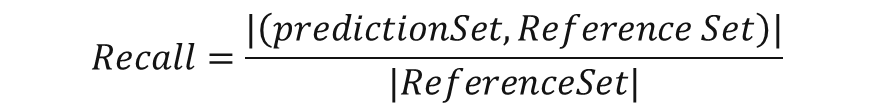 Recall = |(predictionSet, Reference Set)| / |ReferenceSet|